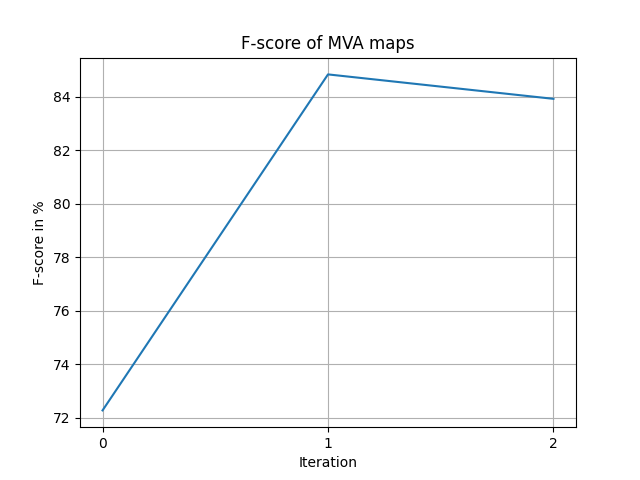 F-score of MVA maps
F-score in %
84
82
80
78
76
74
72
0 1 2
Iteration